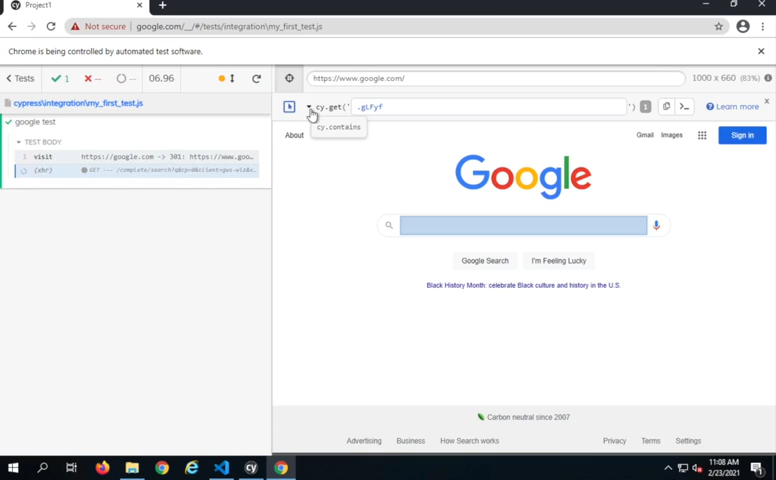 cy Project1
Not secure google.com/__/#/tests/integration\my_first_test.js
Chrome is being controlled by automated test software.
Tests 1 -- 06.96 https://www.google.com/ 1000 x 660 (83%)
cypress\integration\my_first_test.js cy.get(' .gLFyf ') 1 Learn more
google test cy.contains
TEST BODY About Gmail Images Sign in
1 visit https://google.com -> 301: https://www.goo...
(xhr) GET --- /complete/search?q&cp=0&client=gws-wiz&x...
Google
Google Search I'm Feeling Lucky
Black History Month: celebrate Black culture and history in the U.S.
Carbon neutral since 2007
Advertising Business How Search works Privacy Terms Settings
cy 11:08 AM
2/23/2021 1